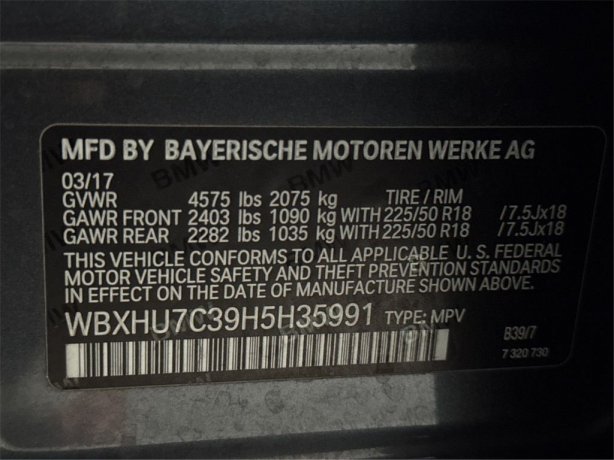 MFD BY BAYERISCHE MOTOREN WERKE AG
03/17
GVWR 4575 lbs 2075 kg TIRE / RIM
GAWR FRONT 2403 lbs 1090 kg WITH 225/50 R18 /7.5Jx18
GAWR REAR 2282 lbs 1035 kg WITH 225/50 R18 /7.5Jx18
THIS VEHICLE CONFORMS TO ALL APPLICABLE U. S. FEDERAL
MOTOR VEHICLE SAFETY AND THEFT PREVENTION STANDARDS
IN EFFECT ON THE DATE OF MANUFACTURE SHOWN ABOVE.
WBXHU7C39H5H35991 TYPE: MPV
B39/7
7 320 730